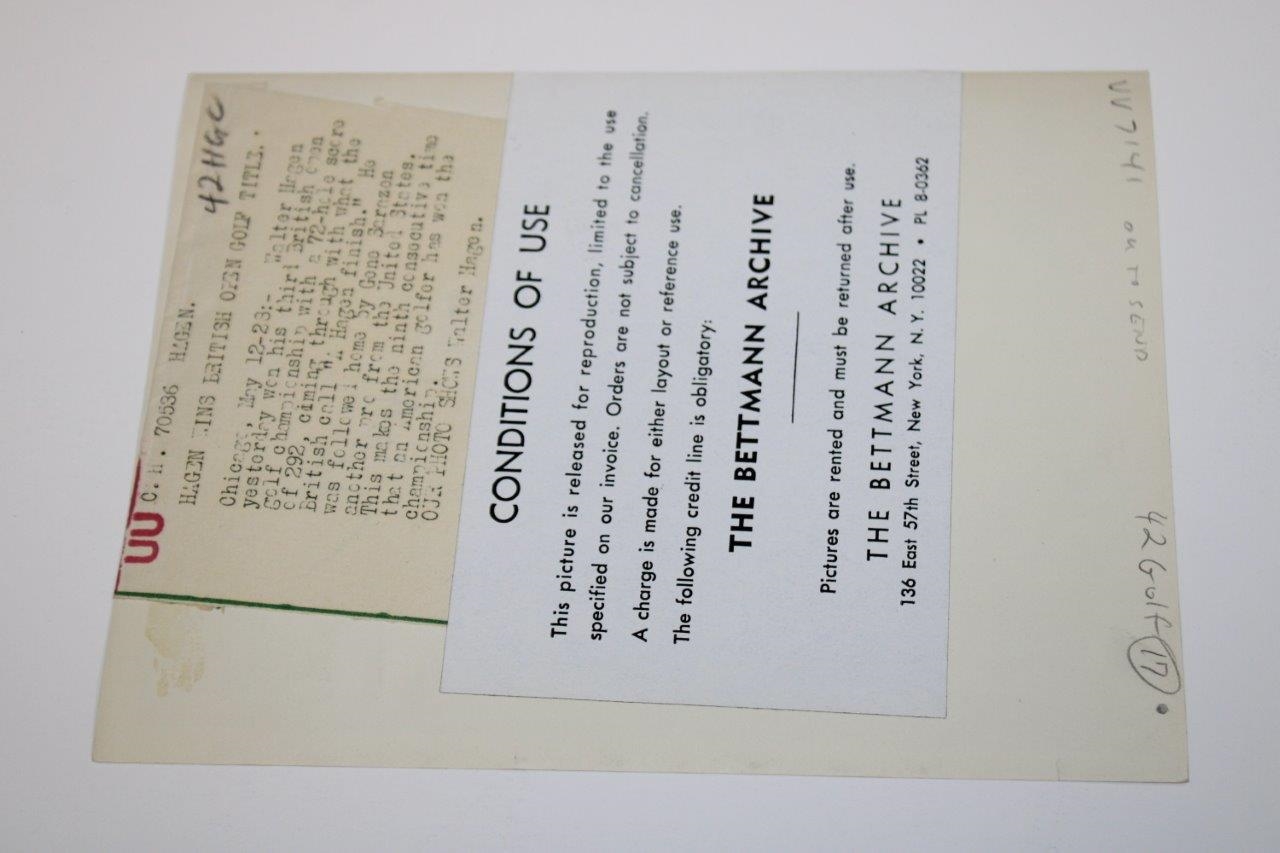 42HGC
UU C.H. 70536 HAGEN.
HAGEN WINS BRITISH OPEN GOLF TITLE.
Chicago, May 12-23:- "Walter Hagen
yesterday won his third British Open
Golf championship with a 72-hole score
of 292, coming through with what the
British call "A Hagen finish." He
was followed home by Gene Sarazen
another pro from the United States.
This makes the ninth consecutive time
that an American golfer has won the
championship.
OUR PHOTO SHOWS Walter Hagen.
CONDITIONS OF USE
This picture is released for reproduction, limited to the use
specified on our invoice. Orders are not subject to cancellation.
A charge is made for either layout or reference use.
The following credit line is obligatory:
THE BETTMANN ARCHIVE
Pictures are rented and must be returned after use.
THE BETTMANN ARCHIVE
136 East 57th Street, New York, N. Y. 10022 • PL 8-0362
42 Golf 17